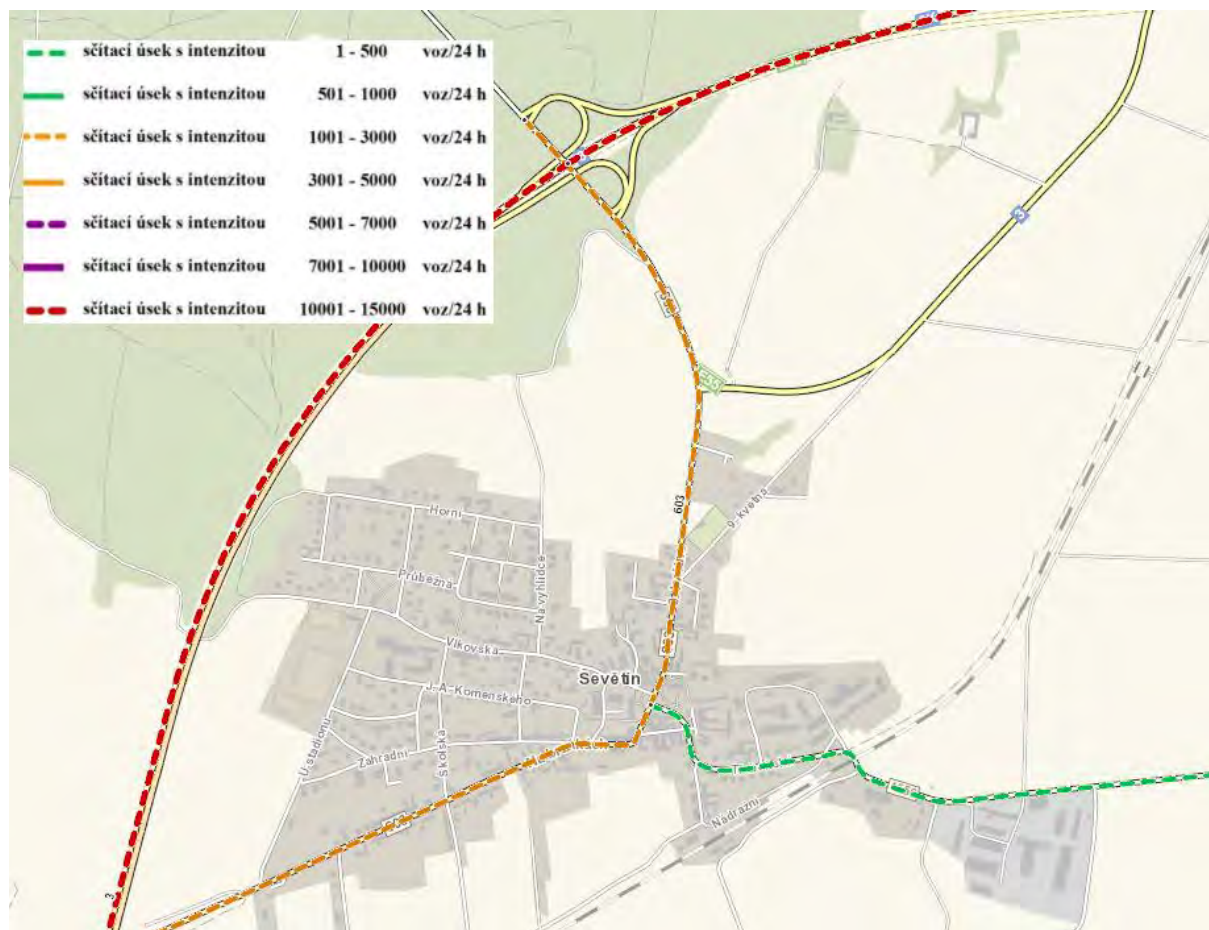 sčítací úsek s intenzitou 1 - 500 voz/24 h
sčítací úsek s intenzitou 501 - 1000 voz/24 h
sčítací úsek s intenzitou 1001 - 3000 voz/24 h
sčítací úsek s intenzitou 3001 - 5000 voz/24 h
sčítací úsek s intenzitou 5001 - 7000 voz/24 h
sčítací úsek s intenzitou 7001 - 10000 voz/24 h
sčítací úsek s intenzitou 10001 - 15000 voz/24 h
3
E55
603
9. května
Horní
Průběžná
Na vyhlídce
Vlkovská
Ševětín
J. A. Komenského
Zahradní
U stadionu
Školská
603
Nádražní
3